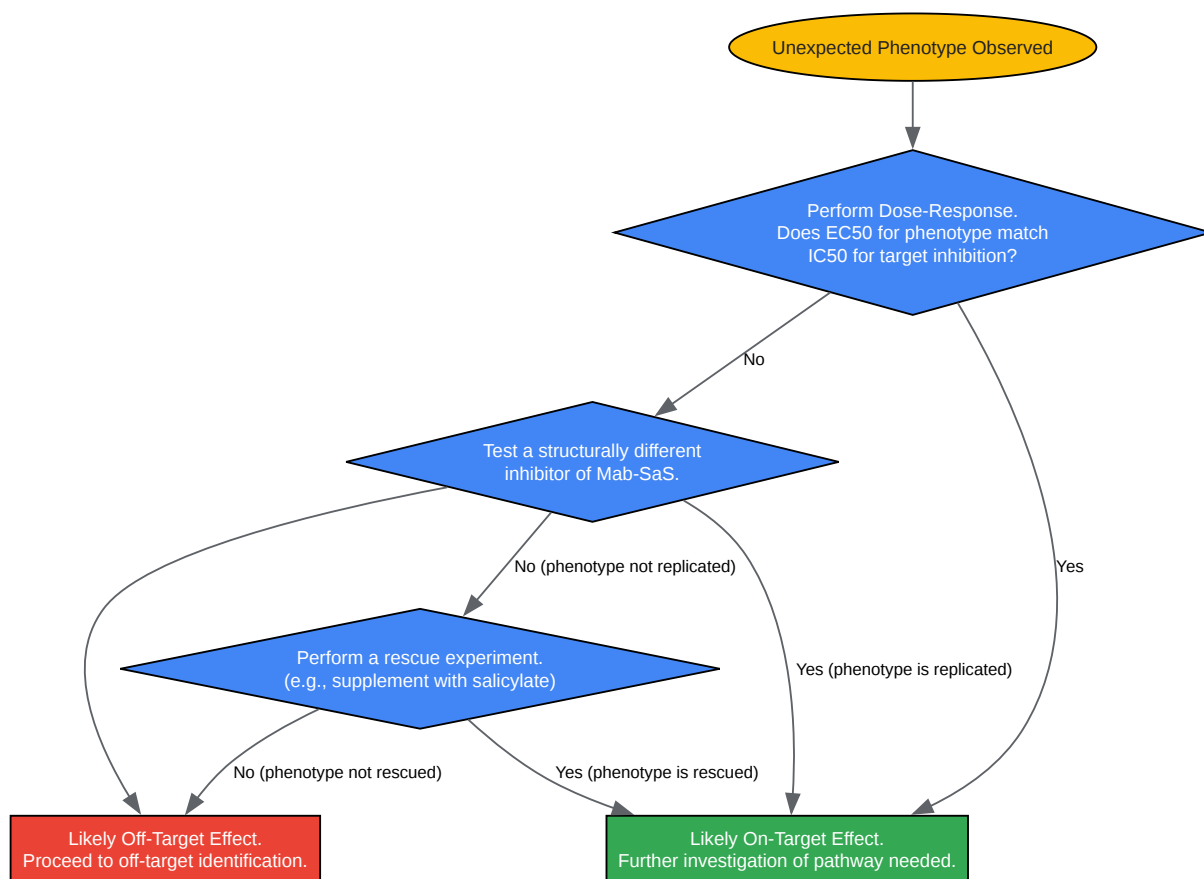 Unexpected Phenotype Observed
Perform Dose-Response.
Does EC50 for phenotype match
IC50 for target inhibition?
No
Test a structurally different
inhibitor of Mab-SaS.
No (phenotype not replicated)
Yes
Perform a rescue experiment.
(e.g., supplement with salicylate)
Yes (phenotype is replicated)
No (phenotype not rescued)
Yes (phenotype is rescued)
Likely Off-Target Effect.
Proceed to off-target identification.
Likely On-Target Effect.
Further investigation of pathway needed.